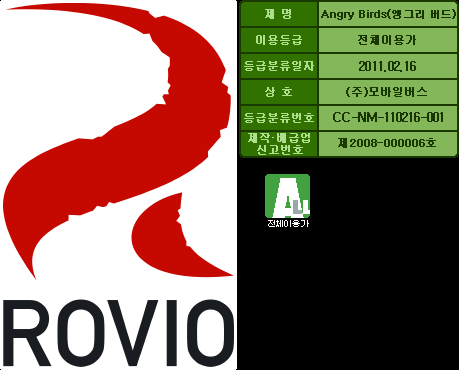 ROVIO
제 명 Angry Birds(앵그리 버드)
이용등급 전체이용가
등급분류일자 2011.02.16
상 호 (주)모바일버스
등급분류번호 CC-NM-110216-001
제작·배급업
신고번호 제2008-000006호
ALL
전체이용가